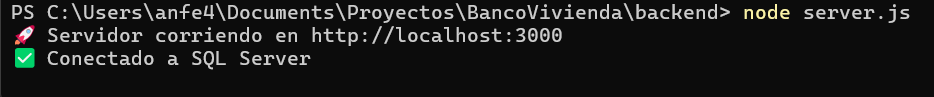 PS C:\Users\anfe4\Documents\Proyectos\BancoVivienda\backend> node server.js
🚀 Servidor corriendo en http://localhost:3000
✅ Conectado a SQL Server